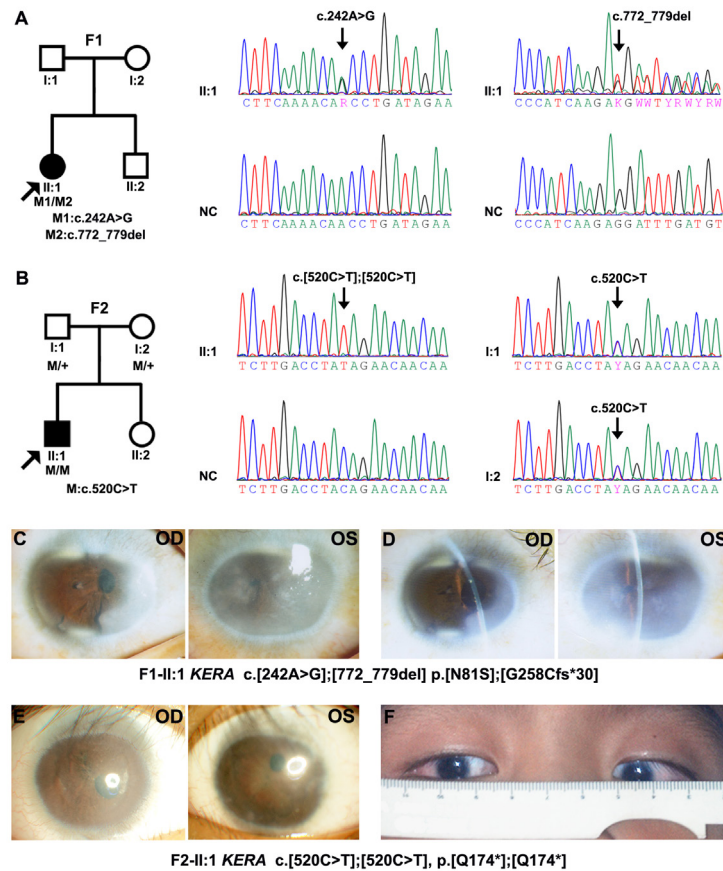 A
F1
I:1
I:2
II:1
M1/M2
II:2
M1:c.242A>G
M2:c.772_779del
c.242A>G
II:1
CTTCAAAACARCCTGATAGAA
NC
CTTCAAAACAACCTGATAGAA
c.772_779del
II:1
CCCATCAAGAKGWWTYRWYRW
NC
CCCATCAAGAGGATTTGATGT
B
F2
I:1
M/+
I:2
M/+
II:1
M/M
II:2
M:c.520C>T
c.[520C>T];[520C>T]
II:1
TCTTGACCTATAGAACAACAA
NC
TCTTGACCTACAGAACAACAA
c.520C>T
I:1
TCTTGACCTAYAGAACAACAA
c.520C>T
I:2
TCTTGACCTAYAGAACAACAA
C OD OS D OD OS
F1-II:1 KERA c.[242A>G];[772_779del] p.[N81S];[G258Cfs*30]
E OD OS F
F2-II:1 KERA c.[520C>T];[520C>T], p.[Q174*];[Q174*]